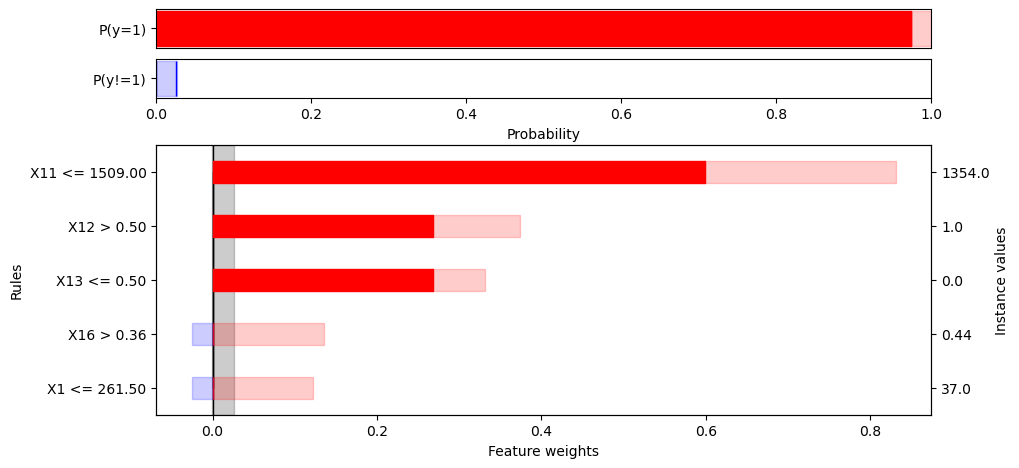 P(y=1)
P(y!=1)
0.0 0.2 0.4 0.6 0.8 1.0
Probability
X11 <= 1509.00 1354.0
X12 > 0.50 1.0
X13 <= 0.50 0.0
X16 > 0.36 0.44
X1 <= 261.50 37.0
Rules
Instance values
0.0 0.2 0.4 0.6 0.8
Feature weights